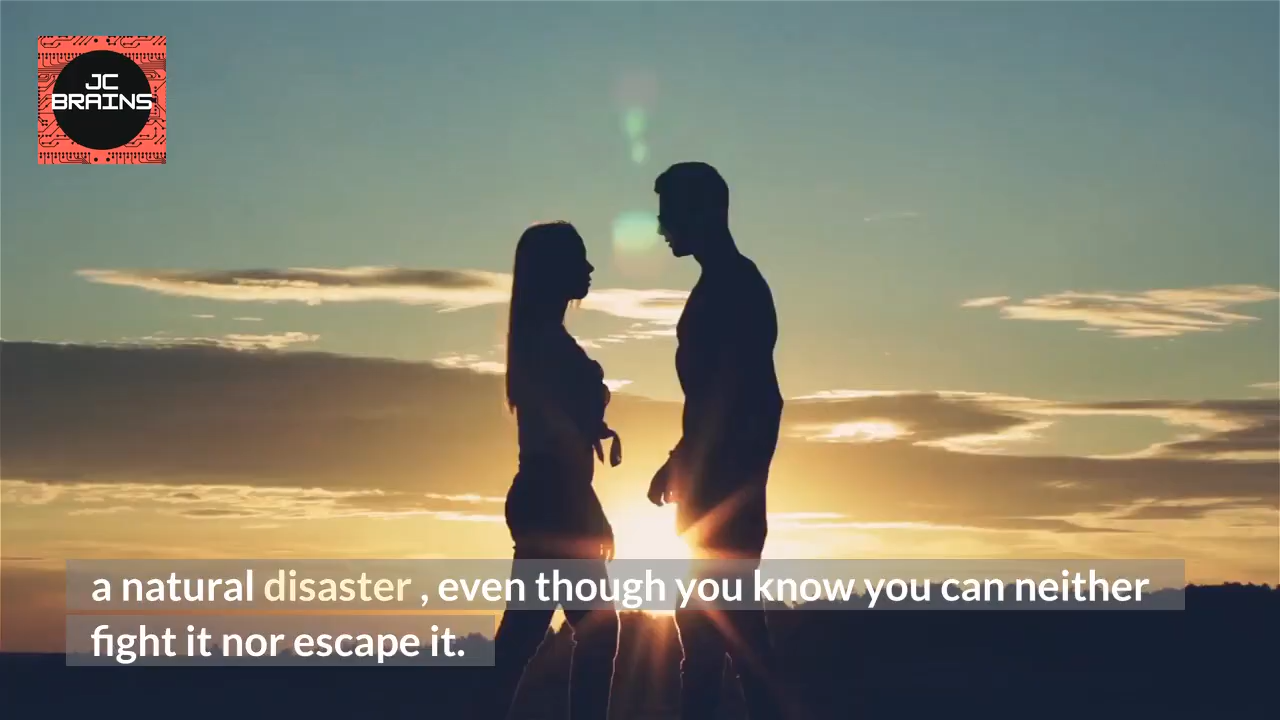 JC
BRAINS
a natural disaster , even though you know you can neither
fight it nor escape it.